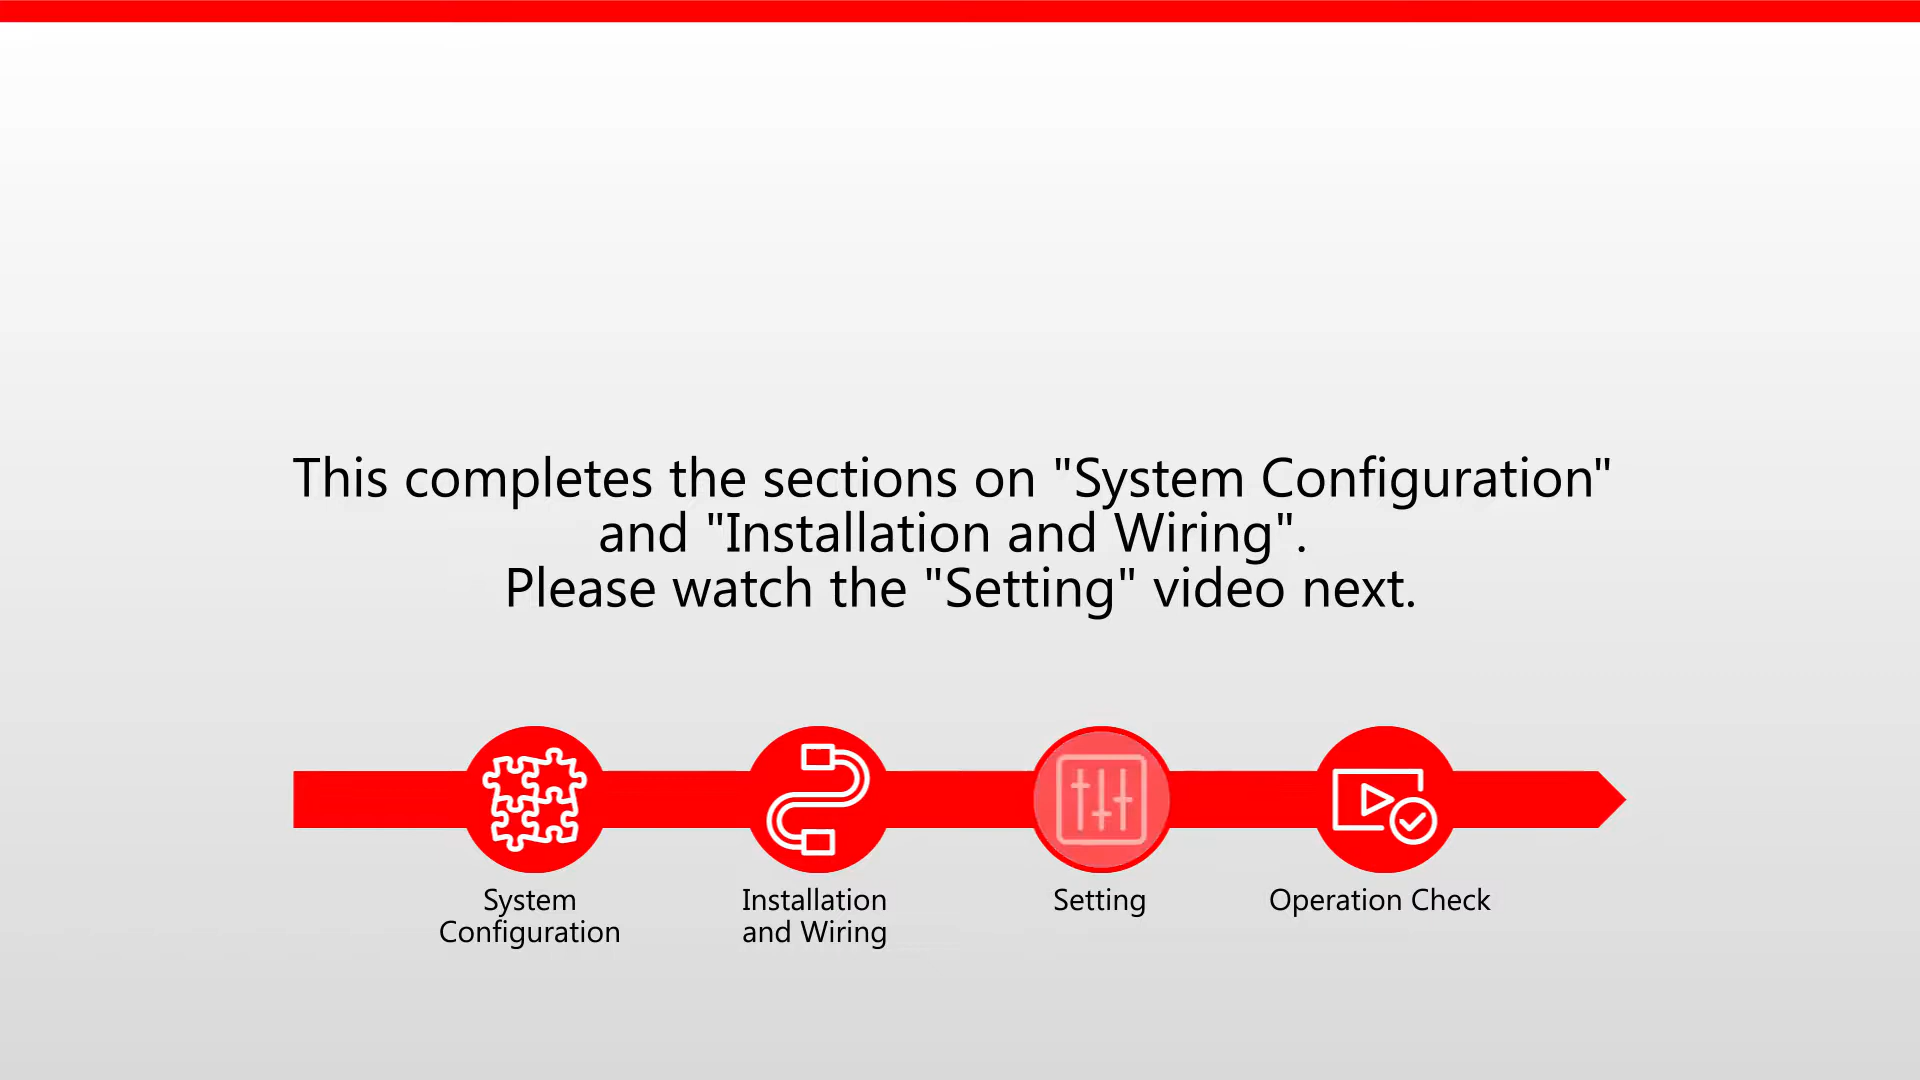 This completes the sections on "System Configuration"
and "Installation and Wiring".
Please watch the "Setting" video next.
System
Configuration
Installation
and Wiring
Setting
Operation Check